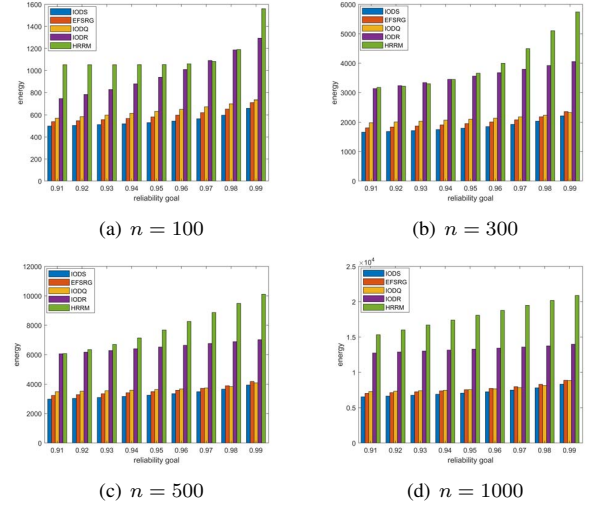 1600
1400
1200
1000
800
600
400
200
0
energy
IODS
EFSRG
IODQ
IODR
HRRM
0.91 0.92 0.93 0.94 0.95 0.96 0.97 0.98 0.99
reliability goal
(a) n = 100
6000
5000
4000
3000
2000
1000
0
energy
IODS
EFSRG
IODQ
IODR
HRRM
0.91 0.92 0.93 0.94 0.95 0.96 0.97 0.98 0.99
reliability goal
(b) n = 300
12000
10000
8000
6000
4000
2000
0
energy
IODS
EFSRG
IODQ
IODR
HRRM
0.91 0.92 0.93 0.94 0.95 0.96 0.97 0.98 0.99
reliability goal
(c) n = 500
×10⁴
2.5
2
1.5
1
0.5
0
energy
IODS
EFSRG
IODQ
IODR
HRRM
0.91 0.92 0.93 0.94 0.95 0.96 0.97 0.98 0.99
reliability goal
(d) n = 1000